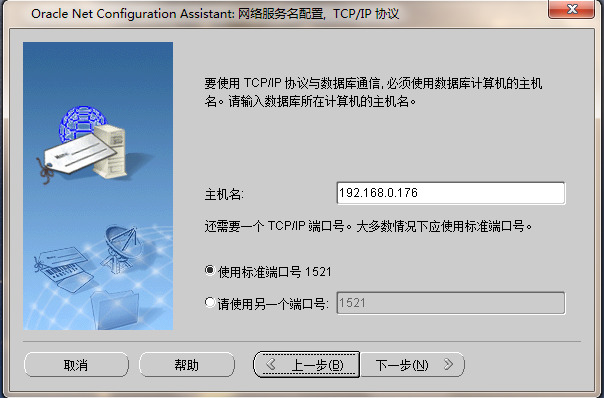 Oracle Net Configuration Assistant: 网络服务名配置, TCP/IP 协议
要使用 TCP/IP 协议与数据库通信, 必须使用数据库计算机的主机
名。请输入数据库所在计算机的主机名。
主机名: 192.168.0.176
还需要一个 TCP/IP 端口号。大多数情况下应使用标准端口号。
使用标准端口号 1521
请使用另一个端口号: 1521
取消 帮助 上一步(B) 下一步(N)